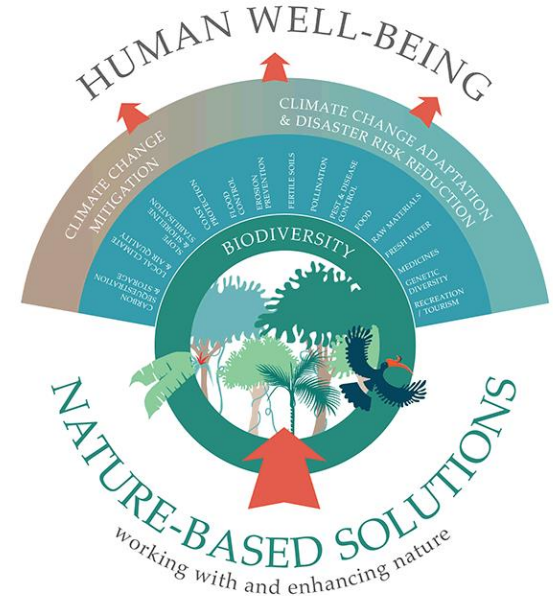 HUMAN WELL-BEING
CLIMATE CHANGE
MITIGATION
CLIMATE CHANGE ADAPTATION
& DISASTER RISK REDUCTION
CARBON
SEQUESTRATION
& STORAGE
LOCAL CLIMATE
& AIR QUALITY
SLOPE & SHORELINE
STABILISATION
COAST
PROTECTION
FLOOD
CONTROL
EROSION
PREVENTION
FERTILE SOILS
POLLINATION
PEST & DISEASE
CONTROL
FOOD
RAW MATERIALS
FRESH WATER
MEDICINES
GENETIC
DIVERSITY
RECREATION
/ TOURISM
BIODIVERSITY
NATURE-BASED SOLUTIONS
working with and enhancing nature